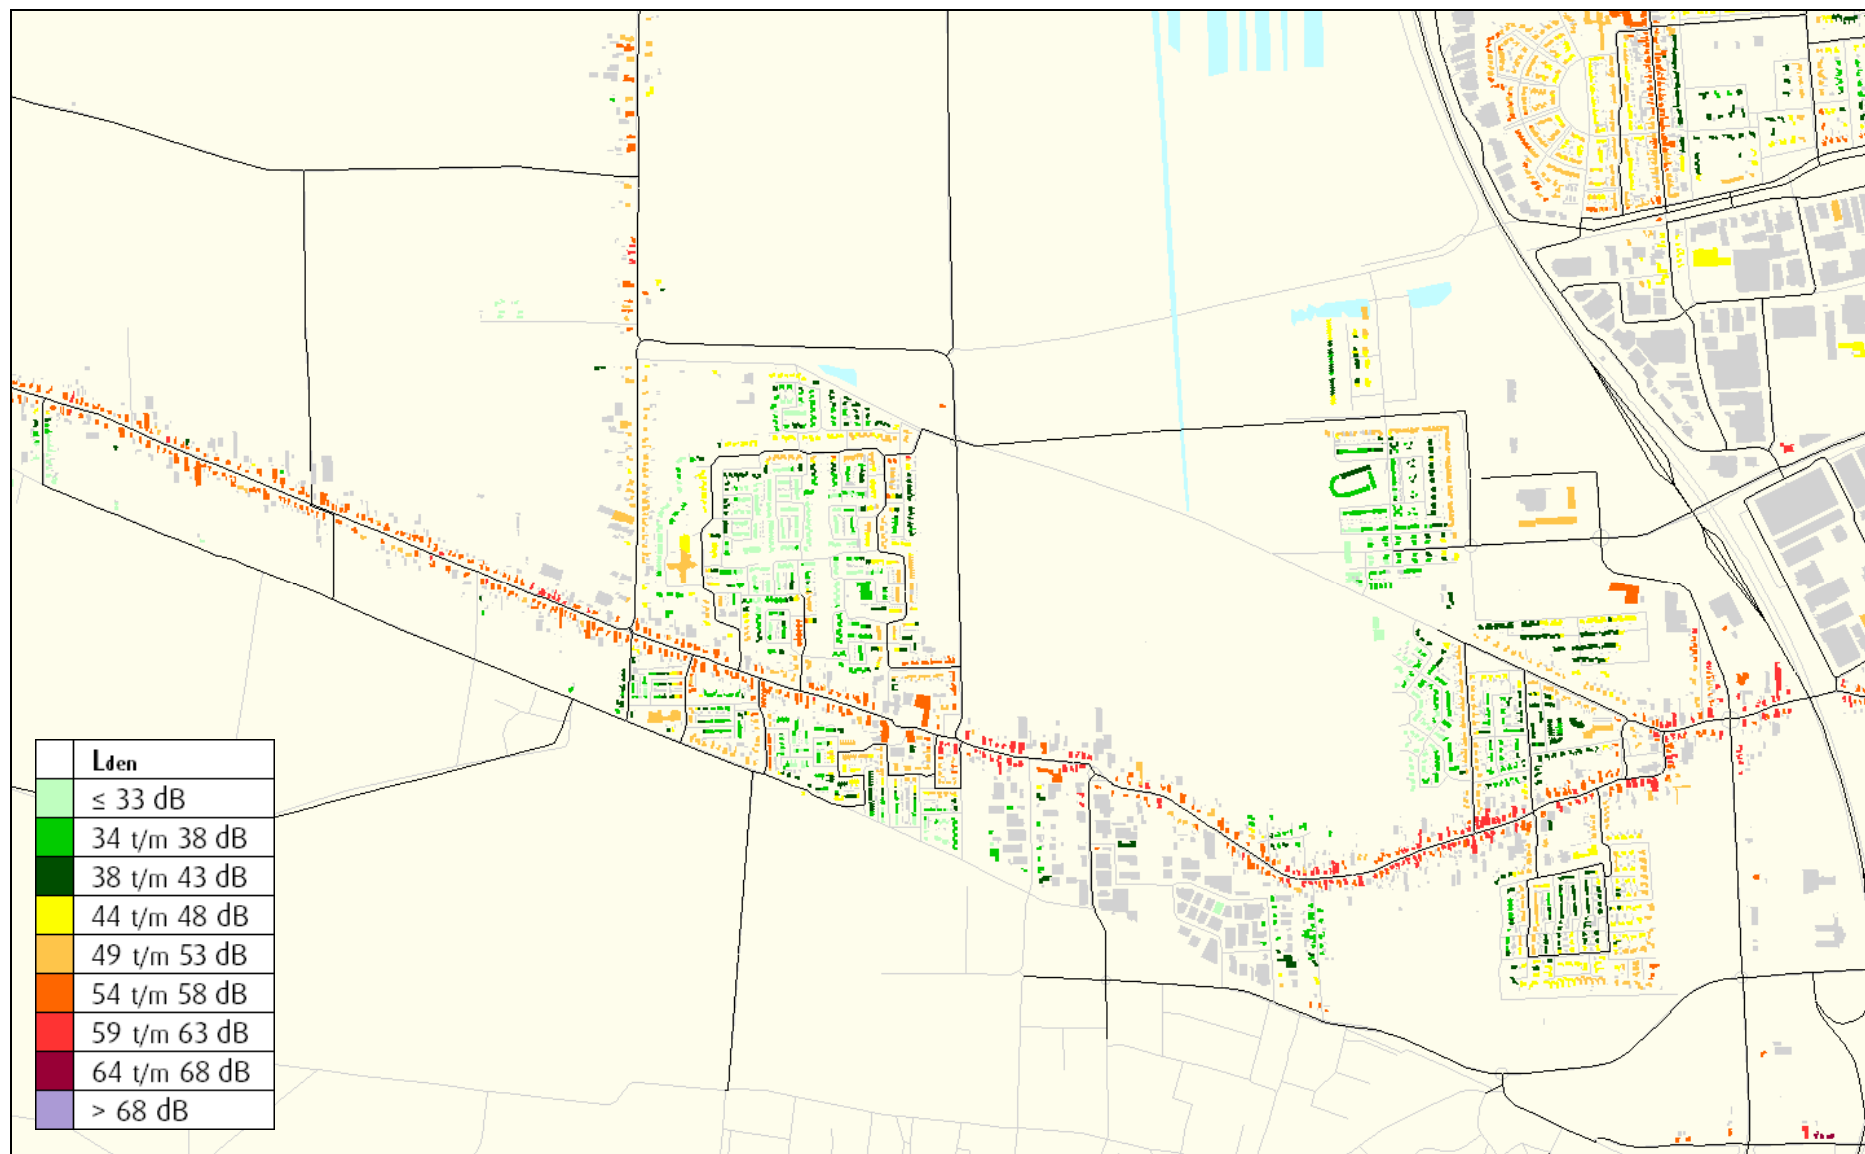 Lden
≤ 33 dB
34 t/m 38 dB
38 t/m 43 dB
44 t/m 48 dB
49 t/m 53 dB
54 t/m 58 dB
59 t/m 63 dB
64 t/m 68 dB
> 68 dB